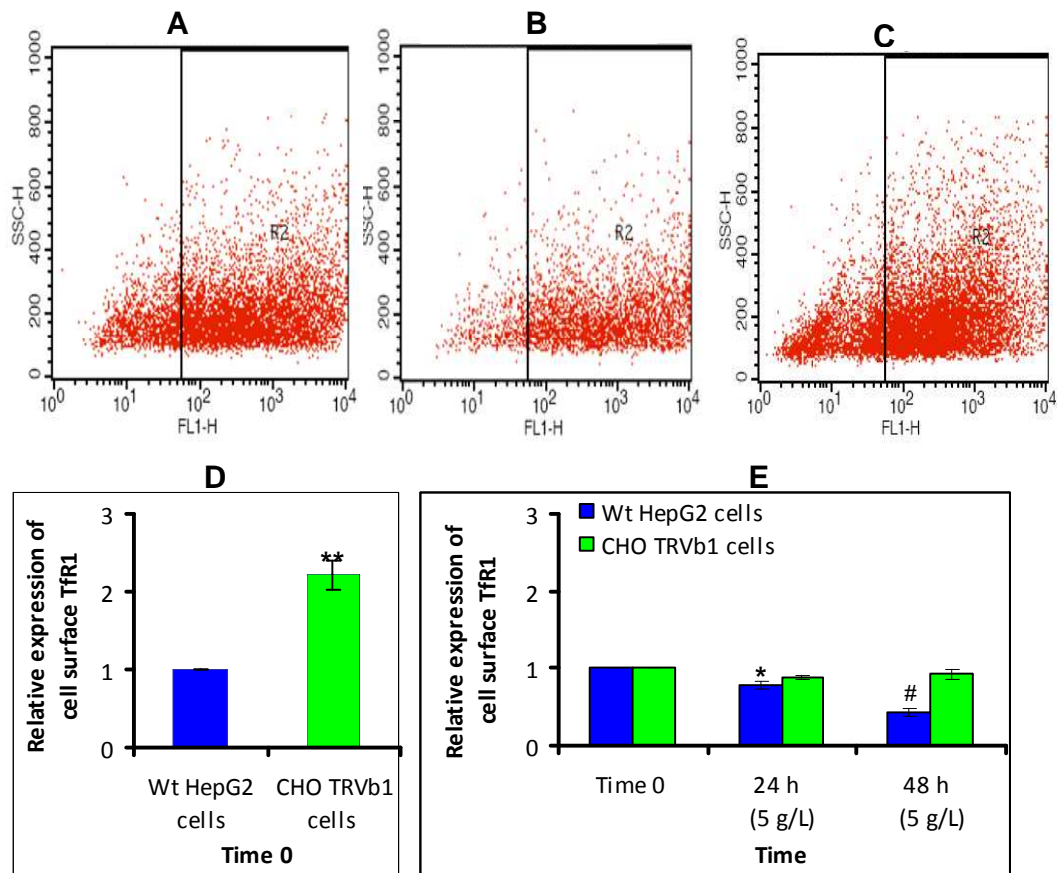 A
B
C
1000
800
600
400
200
0
SSC-H
R2
10^0 10^1 10^2 10^3 10^4
FL1-H
1000
800
600
400
200
0
SSC-H
R2
10^0 10^1 10^2 10^3 10^4
FL1-H
1000
800
600
400
200
0
SSC-H
R2
10^0 10^1 10^2 10^3 10^4
FL1-H
D
Relative expression of
cell surface TfR1
3
2
1
0
**
Wt HepG2
cells
CHO TRVb1
cells
Time 0
E
Relative expression of
cell surface TfR1
3
2
1
0
Wt HepG2 cells
CHO TRVb1 cells
*
#
Time 0
24 h
(5 g/L)
48 h
(5 g/L)
Time